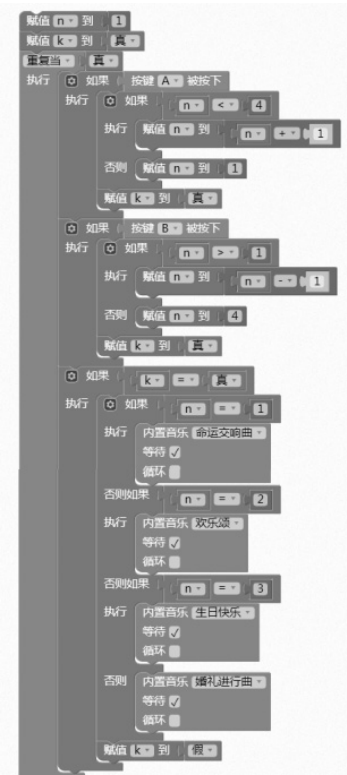 赋值 n 到 1
赋值 k 到 真
重复当 真
执行 如果 按键 A 被按下
执行 如果 n < 4
执行 赋值 n 到 n + 1
否则 赋值 n 到 1
赋值 k 到 真
如果 按键 B 被按下
执行 如果 n > 1
执行 赋值 n 到 n - 1
否则 赋值 n 到 4
赋值 k 到 真
如果 k = 真
执行 如果 n = 1
执行 内置音乐 命运交响曲
等待
循环
否则如果 n = 2
执行 内置音乐 欢乐颂
等待
循环
否则如果 n = 3
执行 内置音乐 生日快乐
等待
循环
否则 内置音乐 婚礼进行曲
等待
循环
赋值 k 到 假